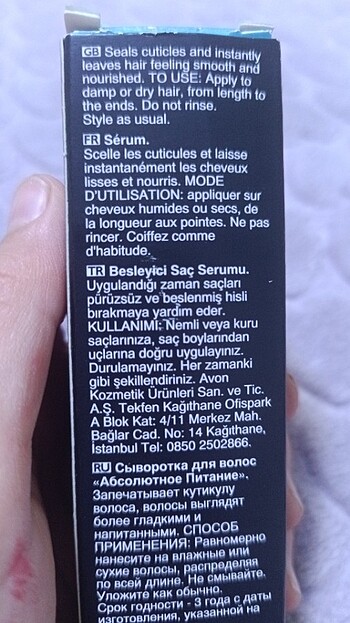 GB Seals cuticles and instantly
leaves hair feeling smooth and
nourished. TO USE: Apply to
damp or dry hair, from length to
the ends. Do not rinse.
Style as usual.
FR Sérum.
Scelle les cuticules et laisse
instantanément les cheveux
lisses et nourris. MODE
D'UTILISATION: appliquer sur
cheveux humides ou secs, de
la longueur aux pointes. Ne pas
rincer. Coiffez comme
d'habitude.
TR Besleyici Saç Serumu.
Uygulandığı zaman saçları
pürüzsüz ve beslenmiş hisli
bırakmaya yardım eder.
KULLANIMI: Nemli veya kuru
saçlarınıza, saç boylarından
uçlarına doğru uygulayınız.
Durulamayınız. Her zamanki
gibi şekillendiriniz. Avon
Kozmetik Ürünleri San. ve Tic.
A.Ş. Tekfen Kağıthane Ofispark
A Blok Kat: 4/11 Merkez Mah.
Bağlar Cad. No: 14 Kağıthane,
İstanbul Tel: 0850 2502866.
RU Сыворотка для волос
«Абсолютное Питание».
Запечатывает кутикулу
волоса, волосы выглядят
более гладкими и
напитанными. СПОСОБ
ПРИМЕНЕНИЯ: Равномерно
нанесите на влажные или
сухие волосы, распределяя
по всей длине. Не смывайте.
Уложите как обычно.
Срок годности - 3 года с даты
изготовления, указанной на